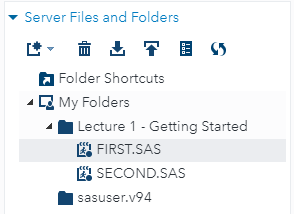 Server Files and Folders
Folder Shortcuts
My Folders
Lecture 1 - Getting Started
FIRST.SAS
SECOND.SAS
sasuser.v94